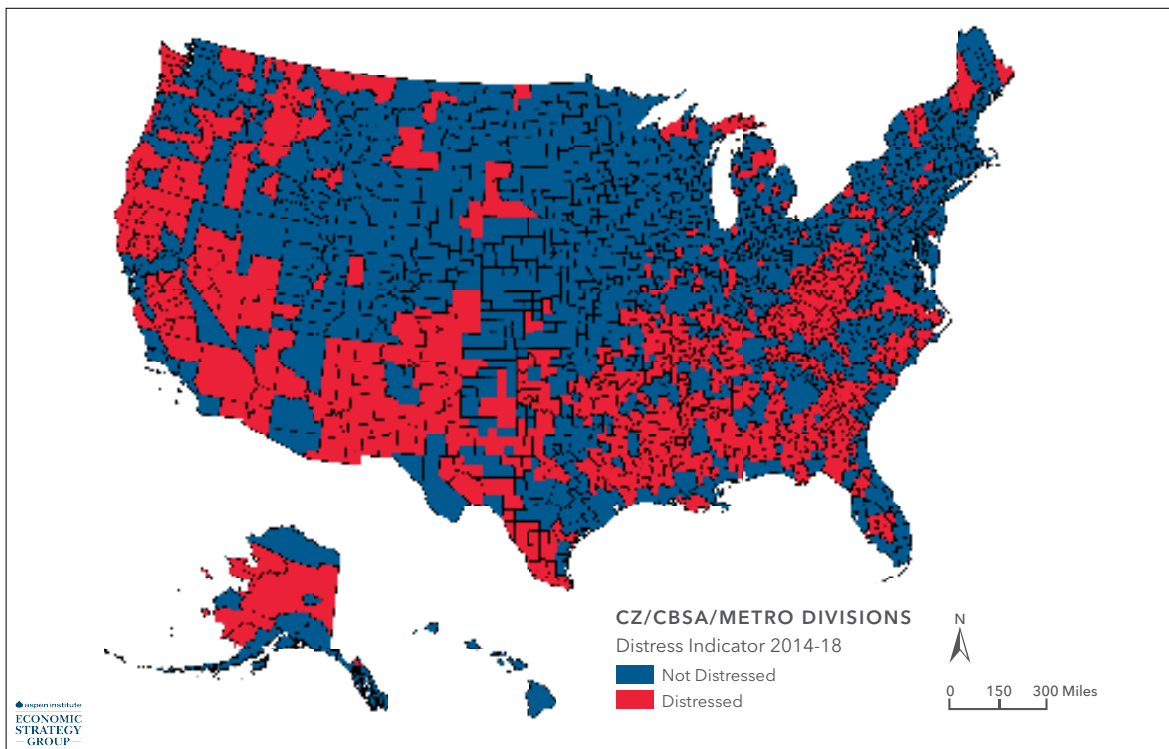 CZ/CBSA/METRO DIVISIONS
Distress Indicator 2014-18
Not Distressed
Distressed
N
0 150 300 Miles
aspen institute
ECONOMIC
STRATEGY
GROUP